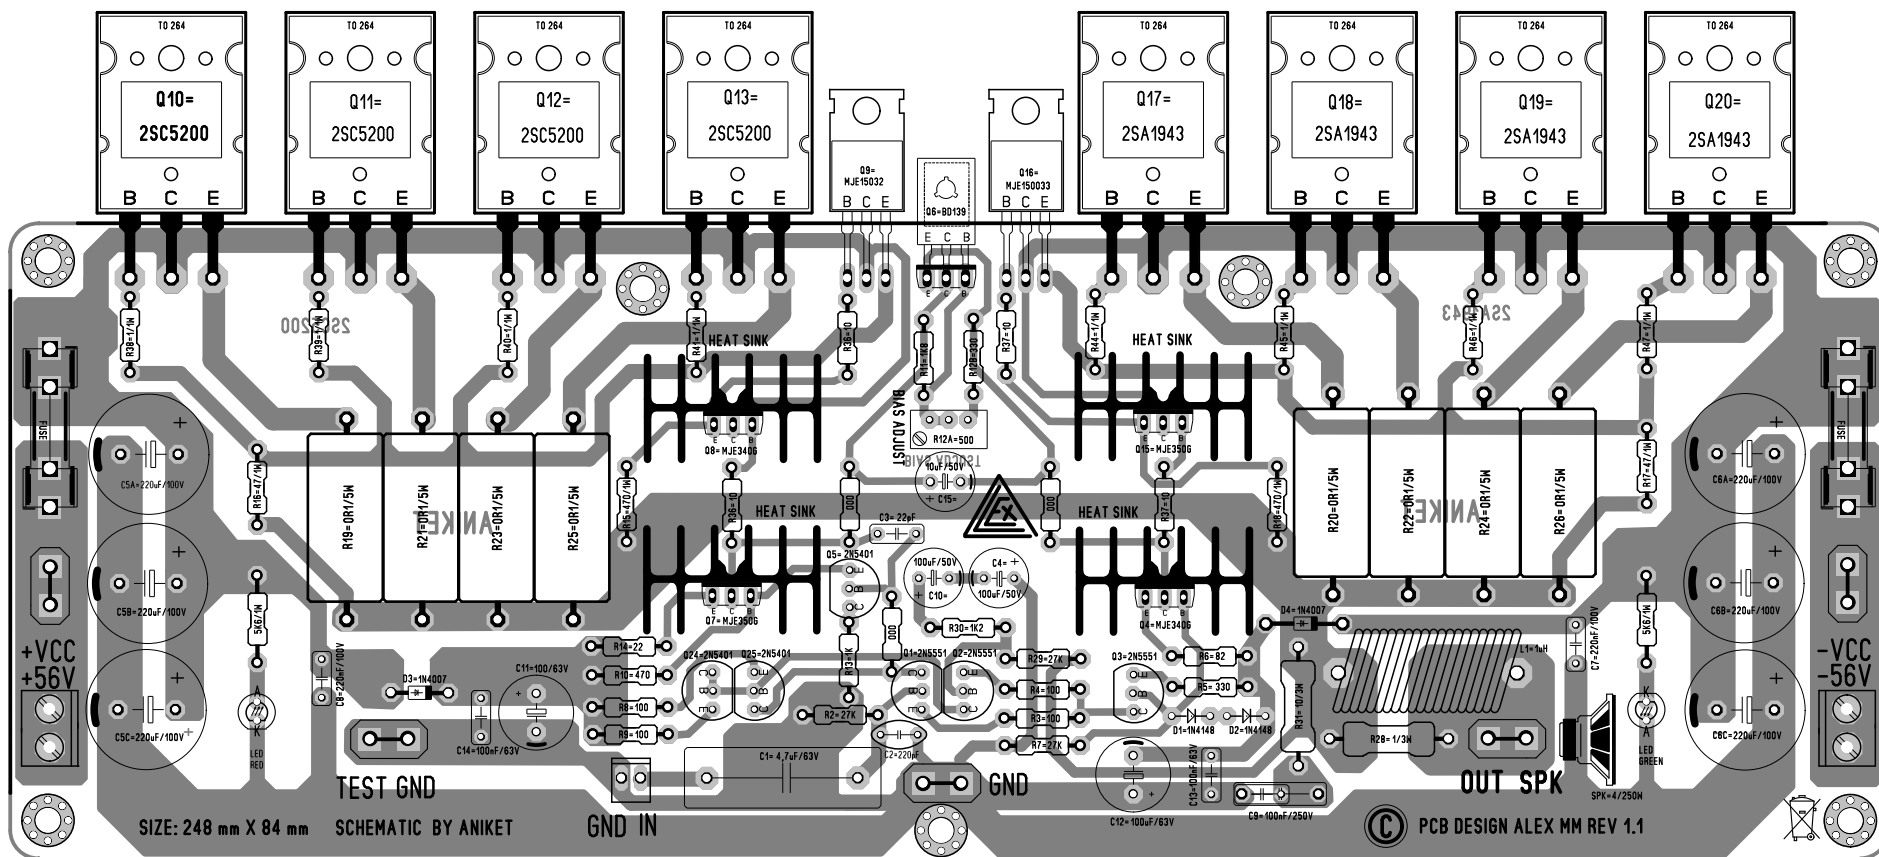 TO 264
TO 264
TO 264
TO 264
TO 264
TO 264
TO 264
TO 264
Q10=
2SC5200
Q11=
2SC5200
Q12=
2SC5200
Q13=
2SC5200
Q17=
2SA1943
Q18=
2SA1943
Q19=
2SA1943
Q20=
2SA1943
B C E
B C E
B C E
B C E
B C E
B C E
B C E
B C E
Q9=
MJE15032
B C E
Q6=BD139
E C B
E C B
Q16=
MJE150033
B C E
2SC5200
2SA1943
R38=1/1W
R39=1/1W
R40=1/1W
R41=1/1W
R36=10
R11=1K8
R12B=330
R37=10
R44=1/1W
R45=1/1W
R46=1/1W
R47=1/1W
HEAT SINK
HEAT SINK
BIAS ADJUST
R12A=500
E C B
Q8=MJE340G
E C B
Q15=MJE350G
FUSE
FUSE
C5A=220uF/100V
C6A=220uF/100V
R16=47/1W
R17=47/1W
R19=0R1/5W
R21=0R1/5W
R23=0R1/5W
R25=0R1/5W
ANIKET
R15=470/1W
R36=10
HEAT SINK
000
10uF/50V
C15=
EX
000
HEAT SINK
R37=10
R18=470/1W
R20=0R1/5W
R22=0R1/5W
R24=0R1/5W
R26=0R1/5W
ANIKET
C3= 22pF
Q5= 2N5401
E
B
C
100uF/50V
C10=
C4=
100uF/50V
C5B=220uF/100V
C6B=220uF/100V
5K6/1W
5K6/1W
E C B
Q7=MJE350G
E C B
Q4=MJE340G
000
R30=1K2
D4=1N4007
R14=22
R13=1K
R29=27K
R6=82
L1=1uH
C7=220nF/100V
+VCC
+56V
-VCC
-56V
C8=220nF/100V
D3=1N4007
C11=100/63V
R10=470
Q24=2N5401
Q25=2N5401
Q1=2N5551
Q2=2N5551
Q3=2N5551
R4=100
R5=330
R8=100
R2=27K
R3=100
D1=1N4148
D2=1N4148
R31=10/3W
R9=100
R7=27K
R28=1/3W
C5C=220uF/100V
C6C=220uF/100V
A
K
LED
RED
K
A
LED
GREEN
C14=100nF/63V
C1= 4,7uF/63V
C2=220pF
C13=100nF/63V
C12=100uF/63V
C9=100nF/250V
TEST GND
GND
OUT SPK
SPK=4/250W
SIZE: 248 mm X 84 mm
SCHEMATIC BY ANIKET
GND IN
© PCB DESIGN ALEX MM REV 1.1